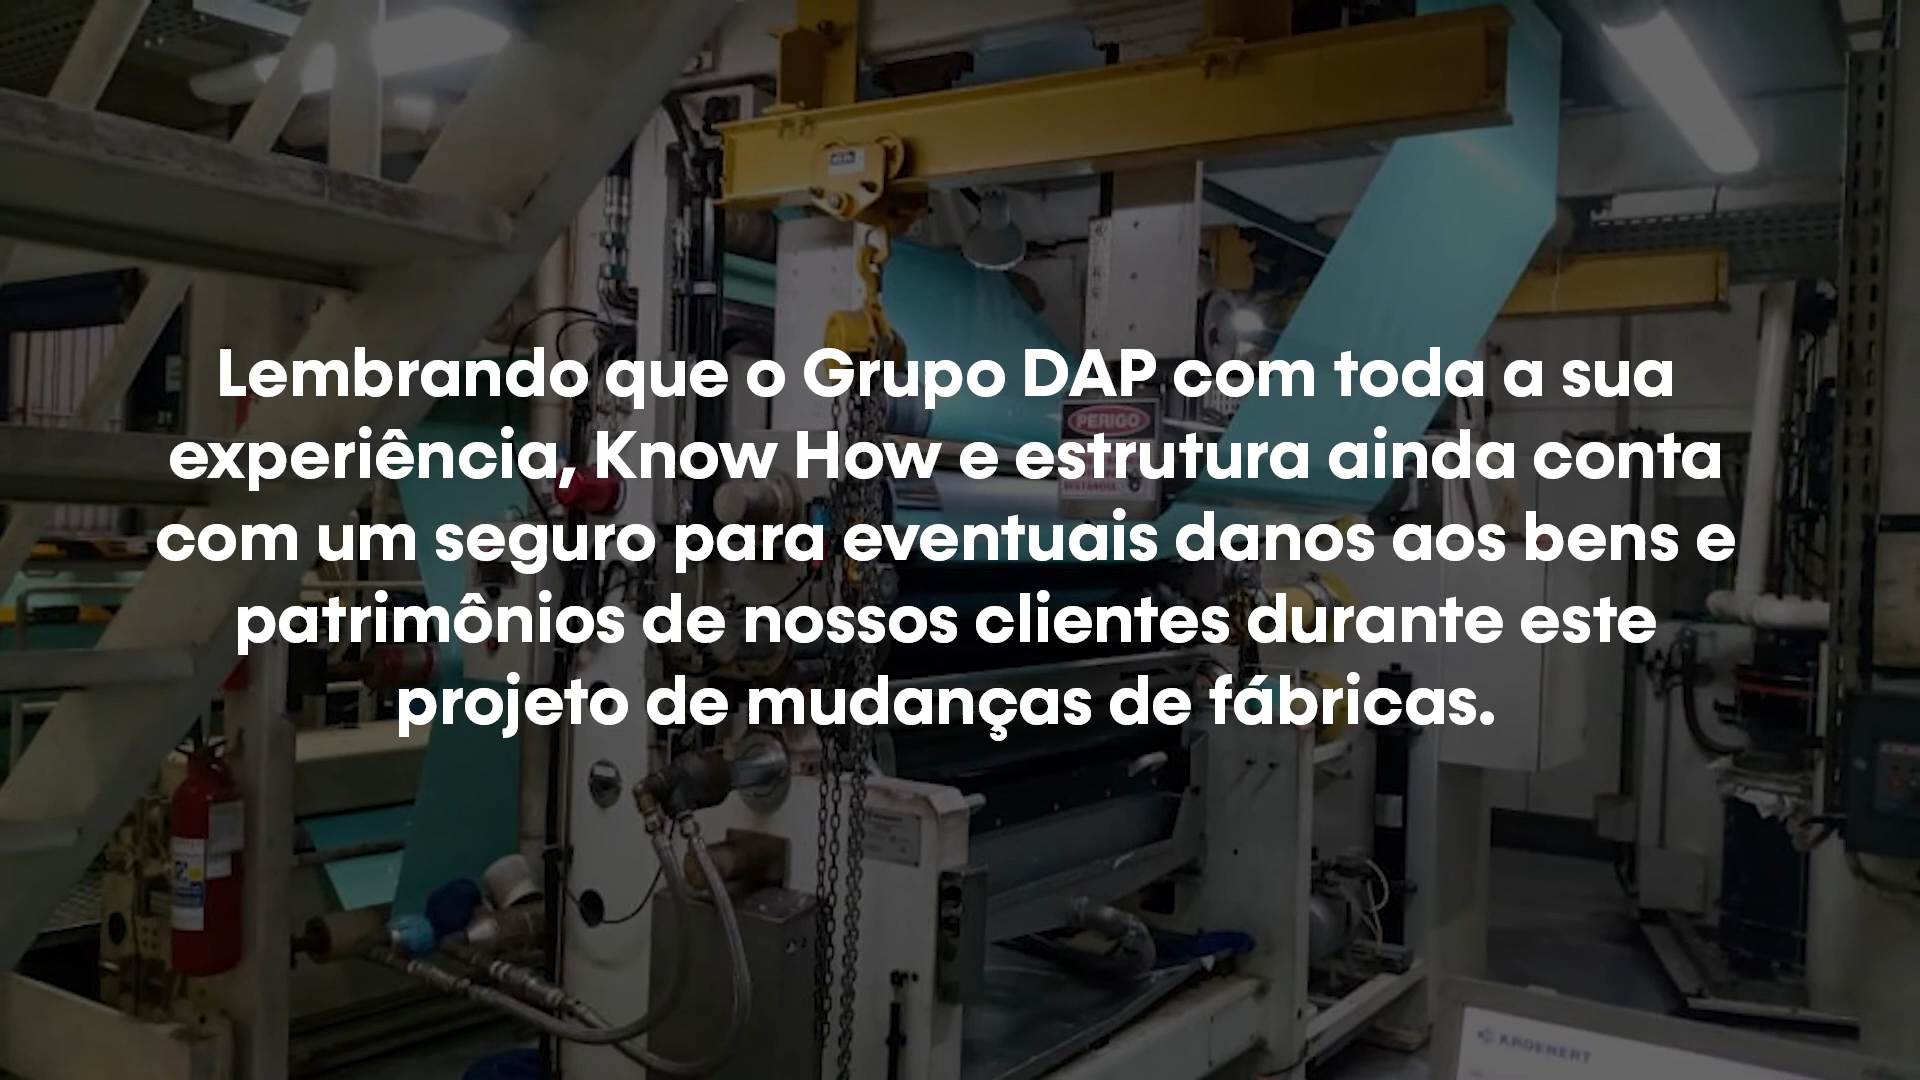 Lembrando que o Grupo DAP com toda a sua
experiência, Know How e estrutura ainda conta
com um seguro para eventuais danos aos bens e
patrimônios de nossos clientes durante este
projeto de mudanças de fábricas.
PERIGO
KROENERT